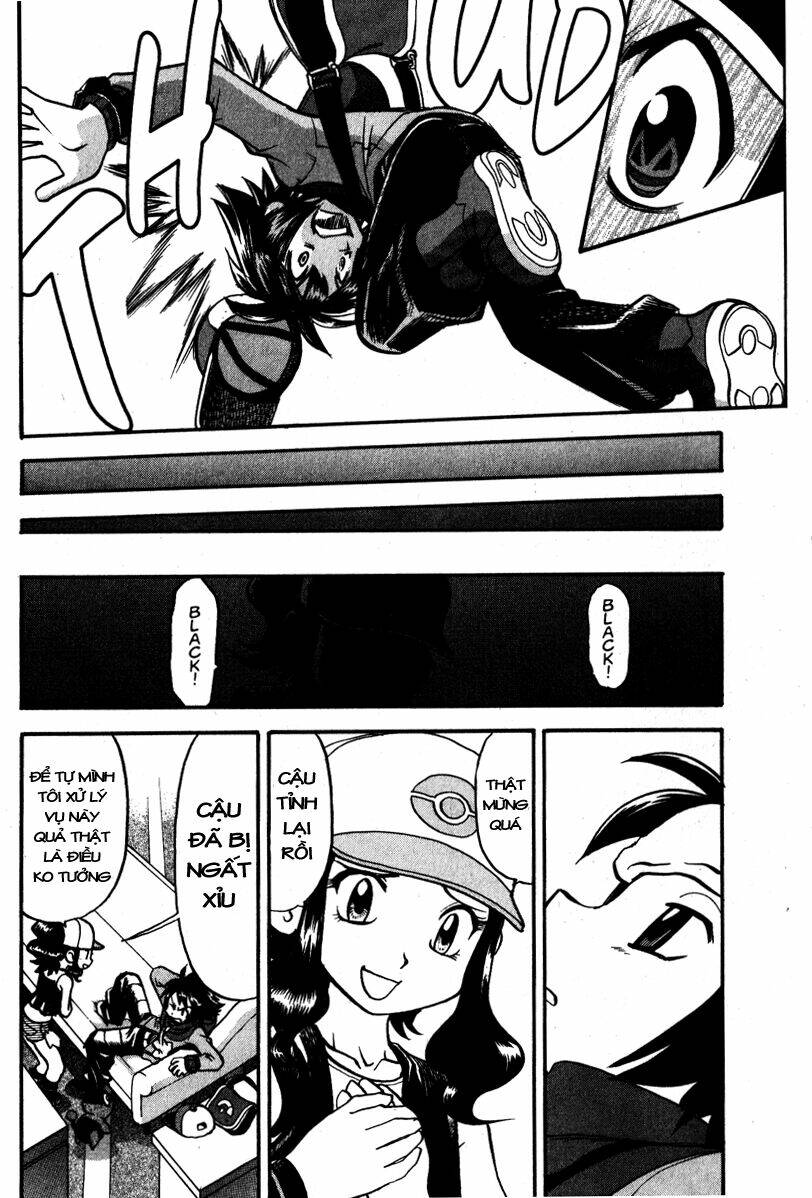 THUD
BLACK!
BLACK!
THẬT
MỪNG
QUÁ
CẬU
TỈNH
LẠI
RỒI
CẬU
ĐÃ BỊ
NGẤT
XỈU
ĐỂ TỰ MÌNH
TÔI XỬ LÝ
VỤ NÀY
QUẢ THẬT
LÀ ĐIỀU
KO TƯỞNG